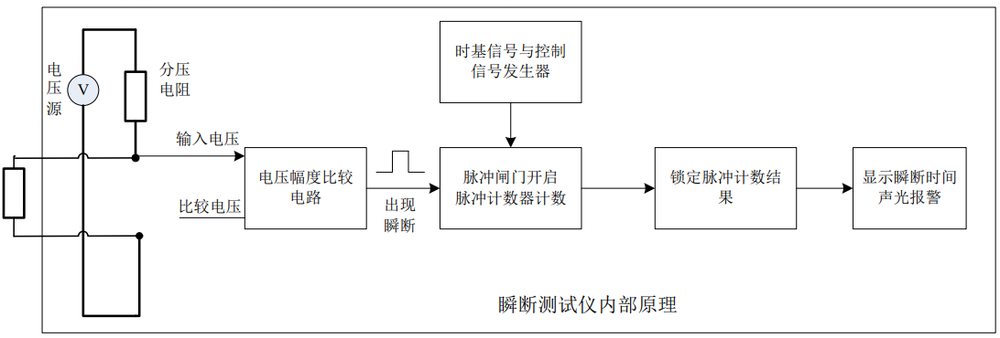 电
压
源
V
分压
电阻
输入电压
比较电压
电压幅度比较
电路
出现
瞬断
时基信号与控制
信号发生器
脉冲闸门开启
脉冲计数器计数
锁定脉冲计数结
果
显示瞬断时间
声光报警
瞬断测试仪内部原理